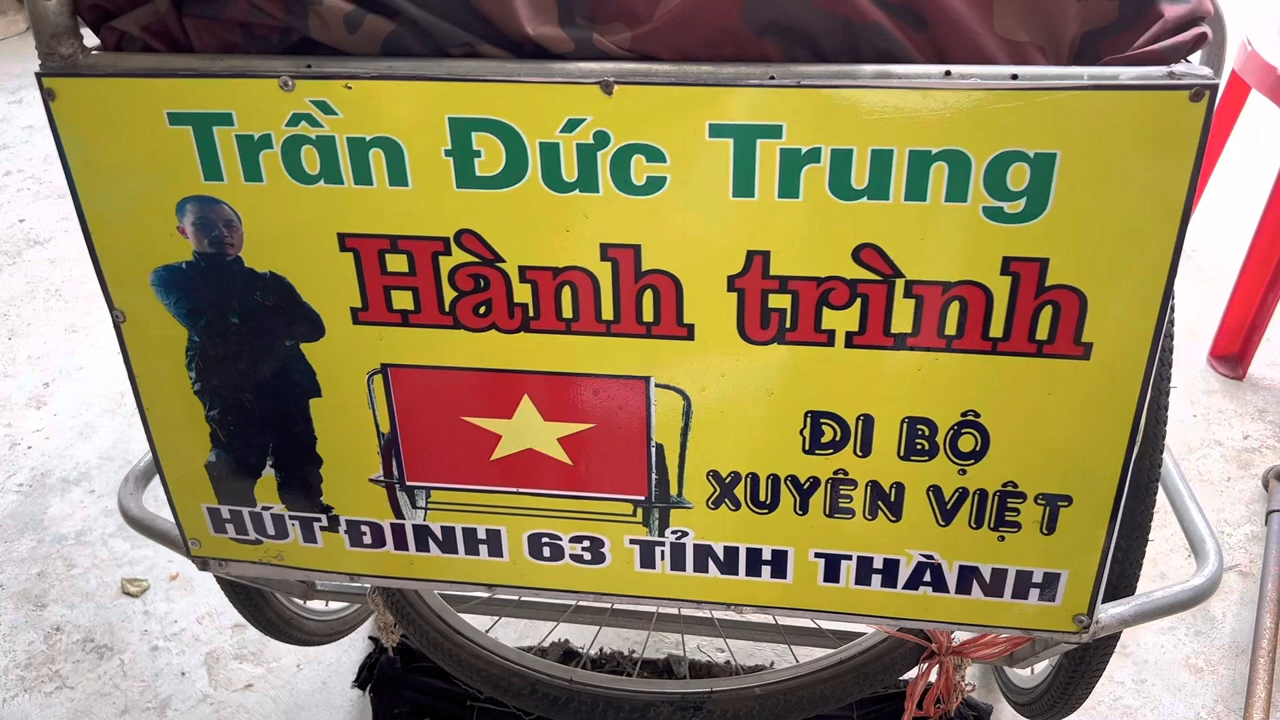 Trần Đức Trung
Hành trình
ĐI BỘ
XUYÊN VIỆT
HÚT ĐINH 63 TỈNH THÀNH